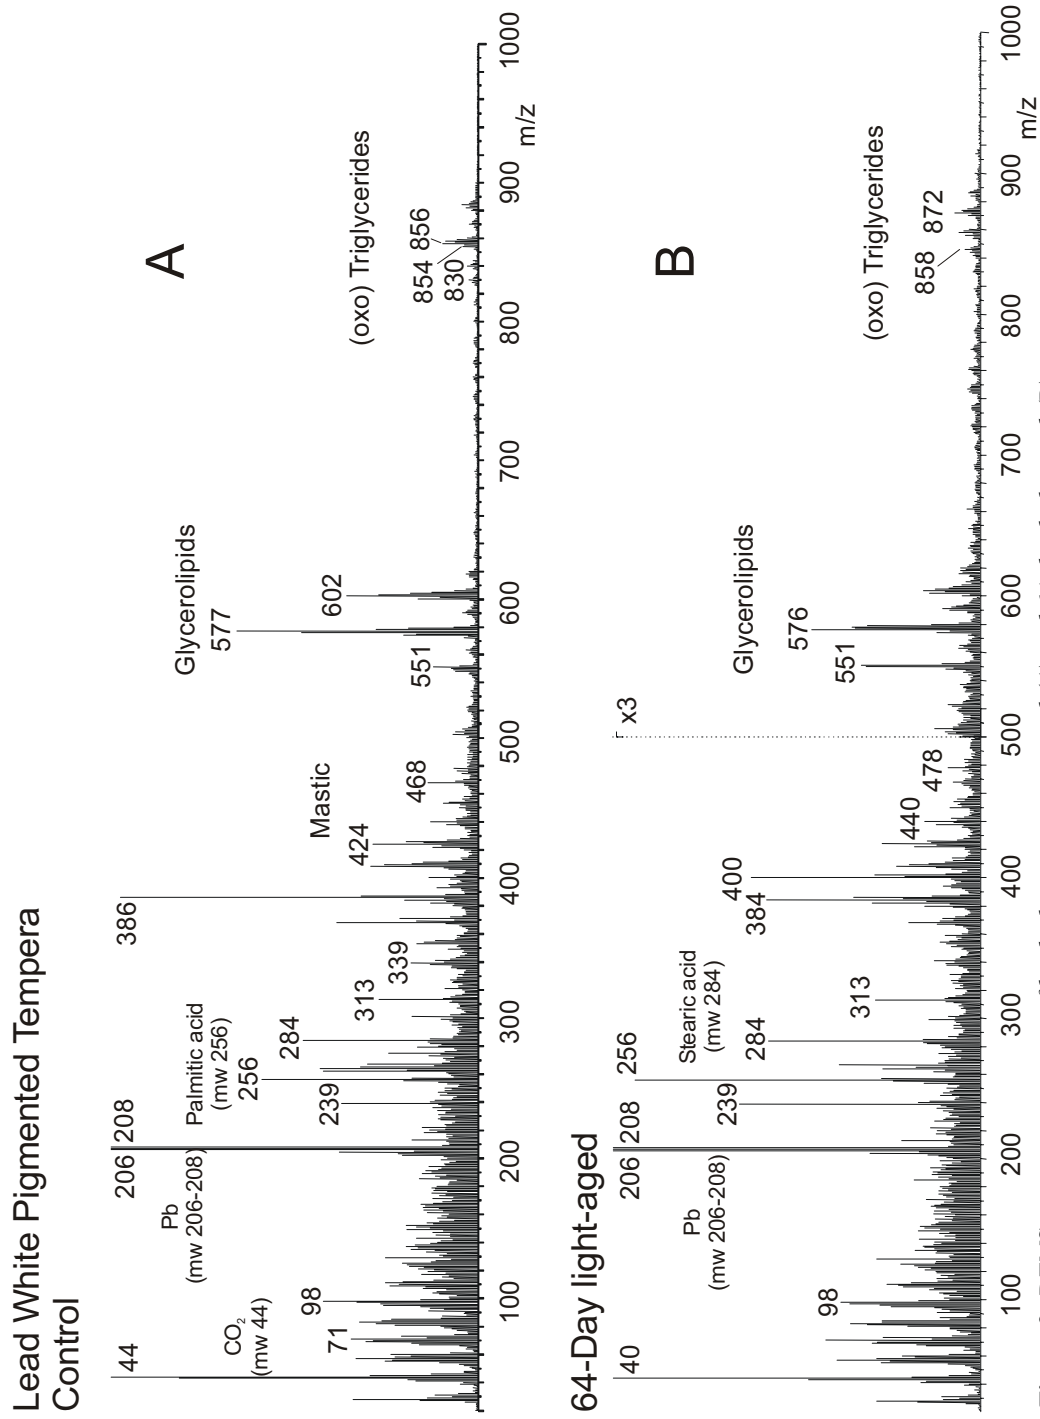 Lead White Pigmented Tempera
Control
A
44
CO₂
(mw 44)
71
98
Pb
(mw 206-208)
206
208
Palmitic acid
(mw 256)
239
256
284
313
339
386
Mastic
424
468
Glycerolipids
551
577
602
(oxo) Triglycerides
854
856
830
100
200
300
400
500
600
700
800
900
1000
m/z
64-Day light-aged
B
40
98
Pb
(mw 206-208)
206
208
239
256
Stearic acid
(mw 284)
284
313
384
400
440
478
x3
Glycerolipids
551
576
(oxo) Triglycerides
858
872
100
200
300
400
500
600
700
800
900
1000
m/z